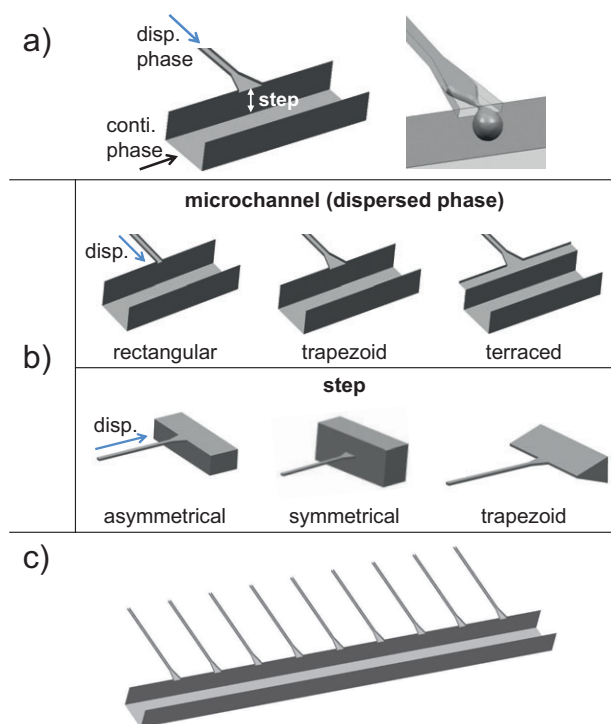 a)
disp.
phase
step
conti.
phase
microchannel (dispersed phase)
disp.
rectangular trapezoid terraced
b)
step
disp.
asymmetrical symmetrical trapezoid
c)